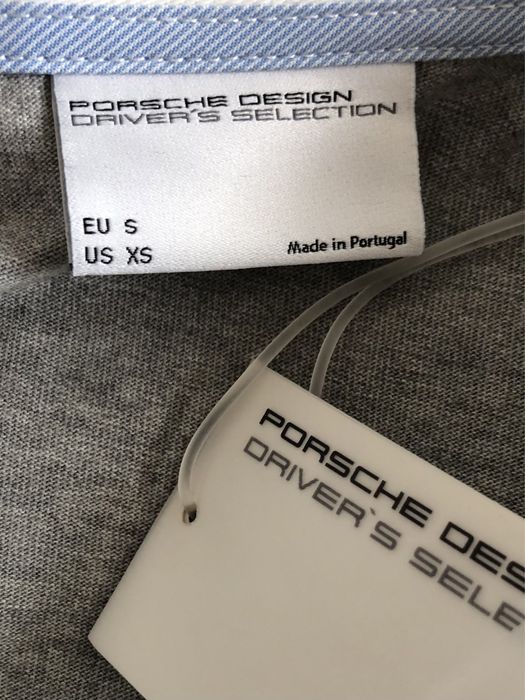 PORSCHE DESIGN
DRIVER'S SELECTION
EU S
US XS
Made in Portugal
PORSCHE DES
DRIVER`S SELE